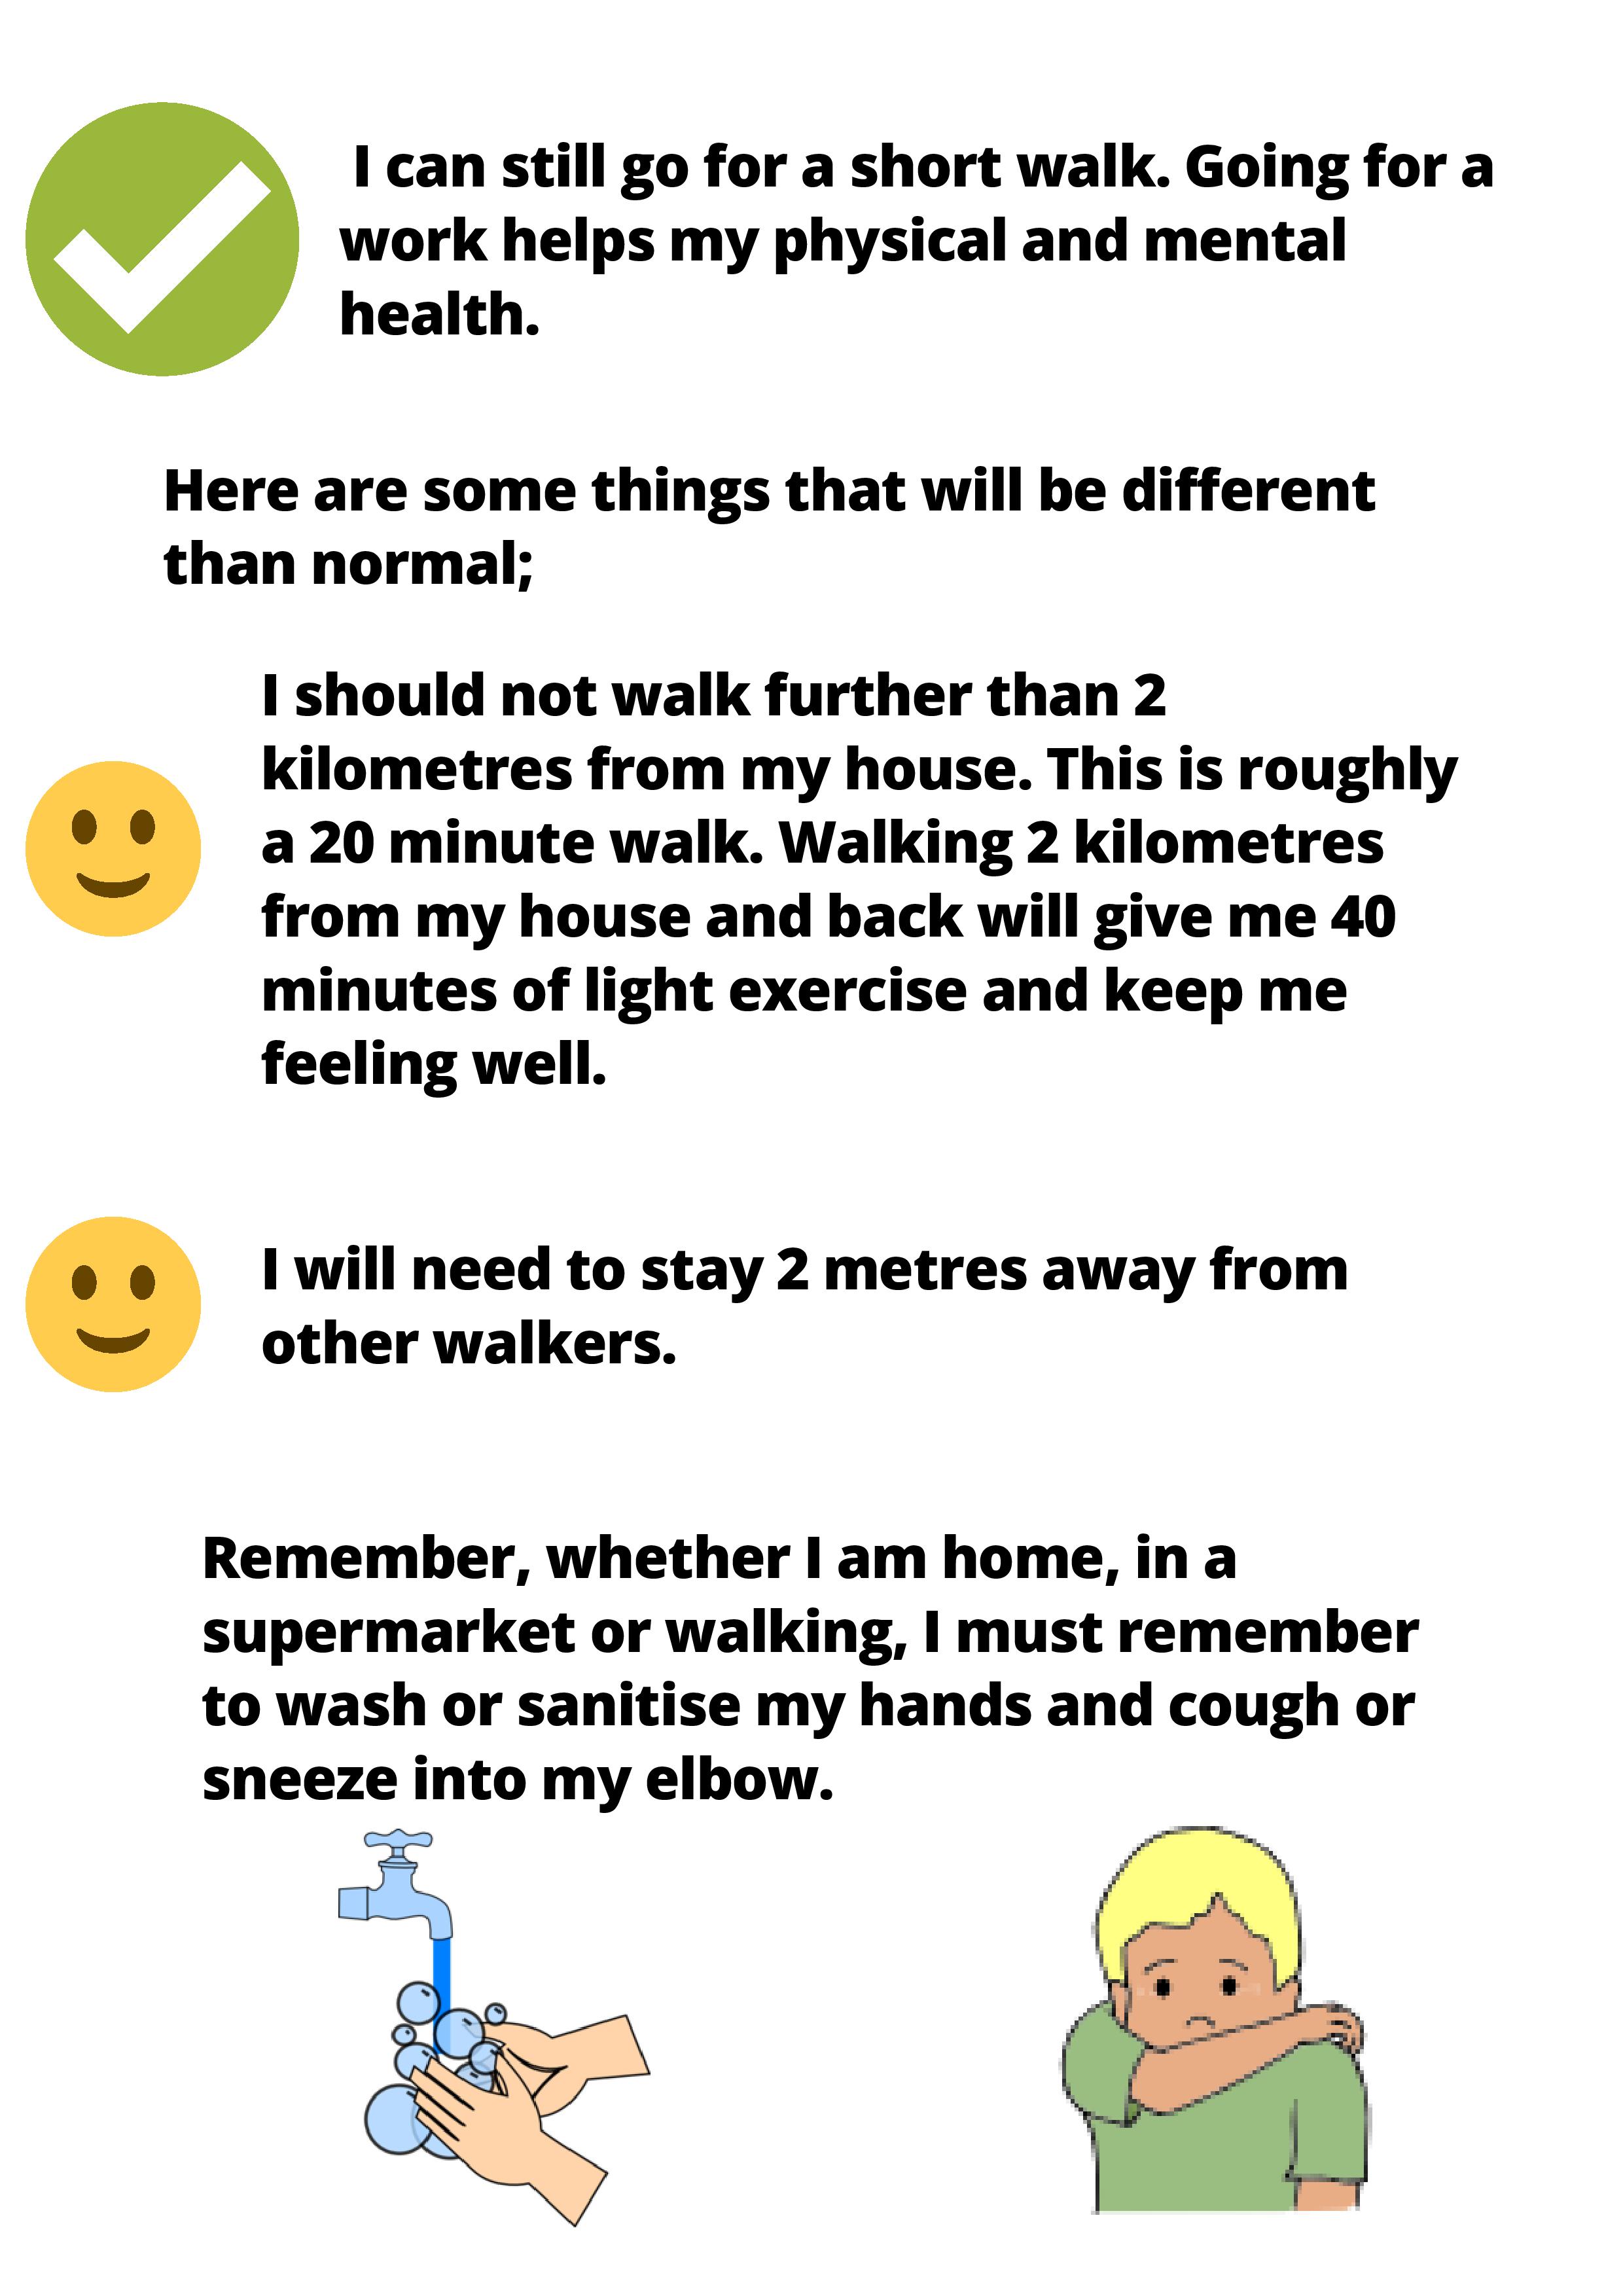 I can still go for a short walk. Going for a
work helps my physical and mental
health.
Here are some things that will be different
than normal;
I should not walk further than 2
kilometres from my house. This is roughly
a 20 minute walk. Walking 2 kilometres
from my house and back will give me 40
minutes of light exercise and keep me
feeling well.
I will need to stay 2 metres away from
other walkers.
Remember, whether I am home, in a
supermarket or walking, I must remember
to wash or sanitise my hands and cough or
sneeze into my elbow.